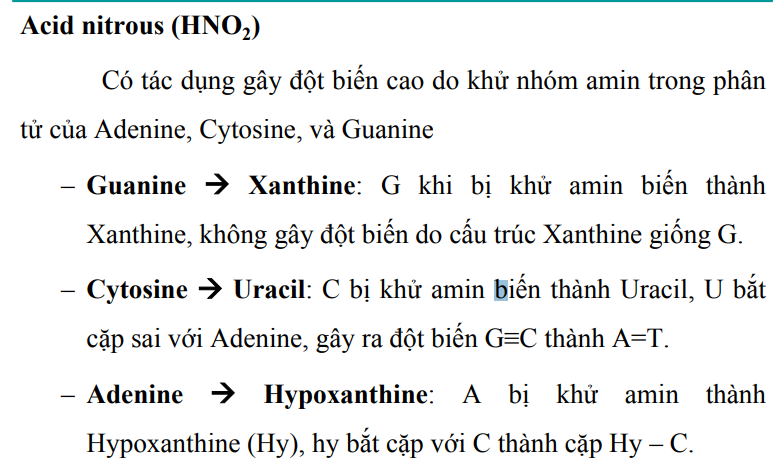 Acid nitrous (HNO₂)
Có tác dụng gây đột biến cao do khử nhóm amin trong phân
tử của Adenine, Cytosine, và Guanine
– Guanine ➔ Xanthine: G khi bị khử amin biến thành
Xanthine, không gây đột biến do cấu trúc Xanthine giống G.
– Cytosine ➔ Uracil: C bị khử amin biến thành Uracil, U bắt
cặp sai với Adenine, gây ra đột biến G≡C thành A=T.
– Adenine ➔ Hypoxanthine: A bị khử amin thành
Hypoxanthine (Hy), hy bắt cặp với C thành cặp Hy – C.